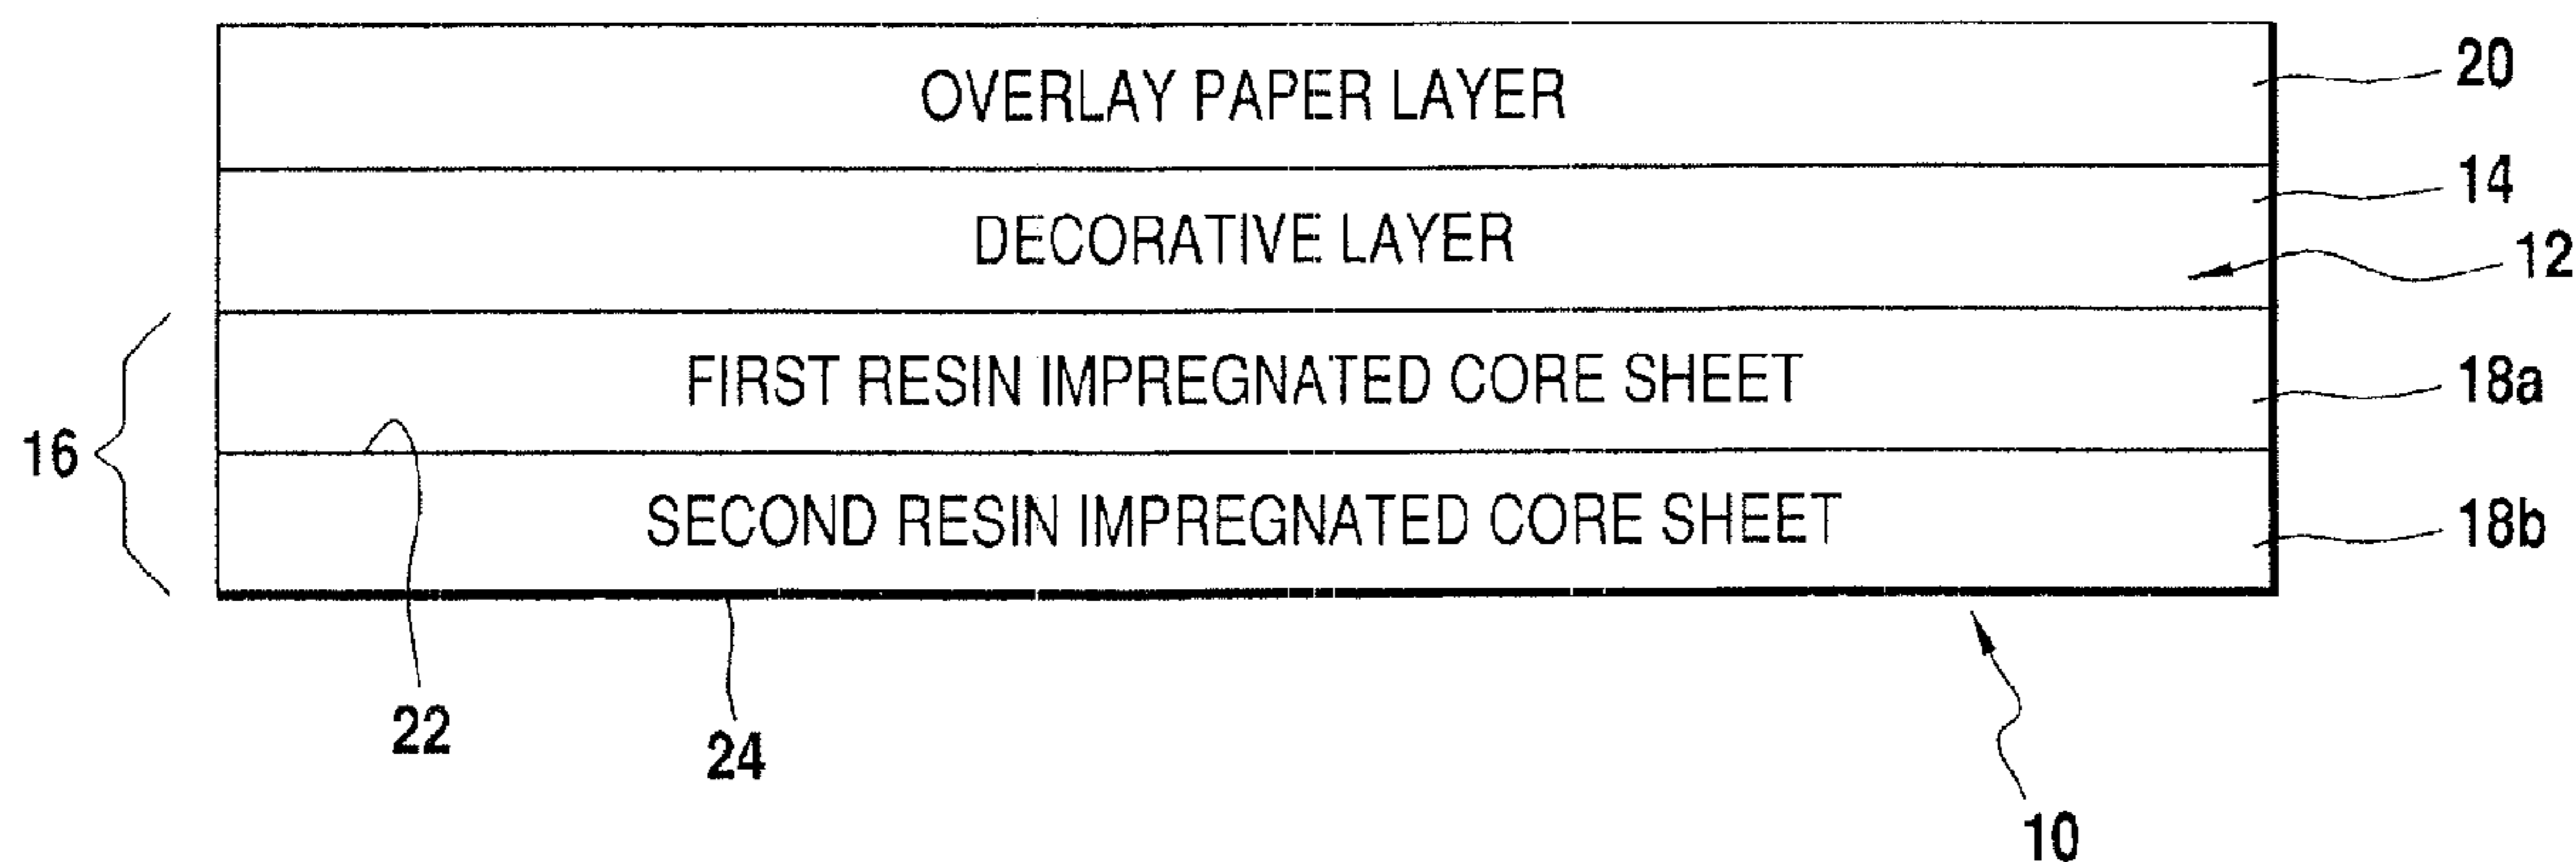 OVERLAY PAPER LAYER
20
14
DECORATIVE LAYER
12
FIRST RESIN IMPREGNATED CORE SHEET
18a
16
SECOND RESIN IMPREGNATED CORE SHEET
18b
22
24
10